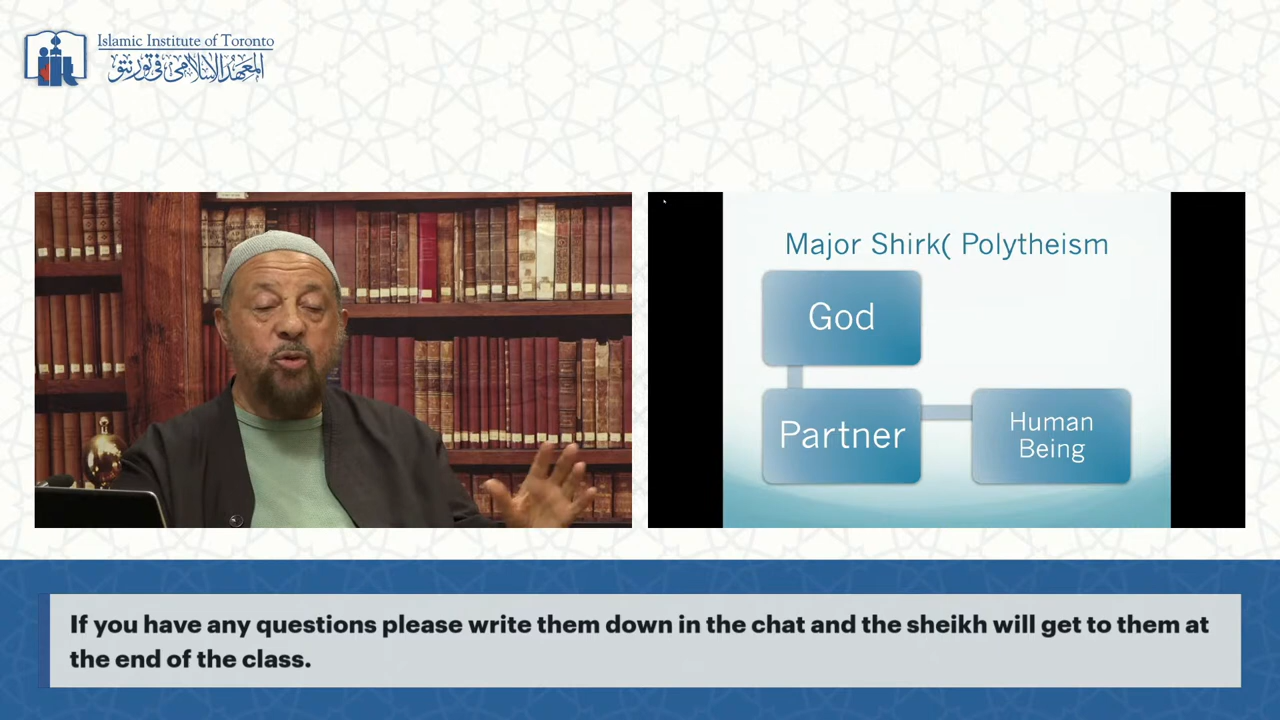 Islamic Institute of Toronto
المعهد الإسلامي في تورنتو
Major Shirk( Polytheism
God
Partner
Human
Being
If you have any questions please write them down in the chat and the sheikh will get to them at
the end of the class.